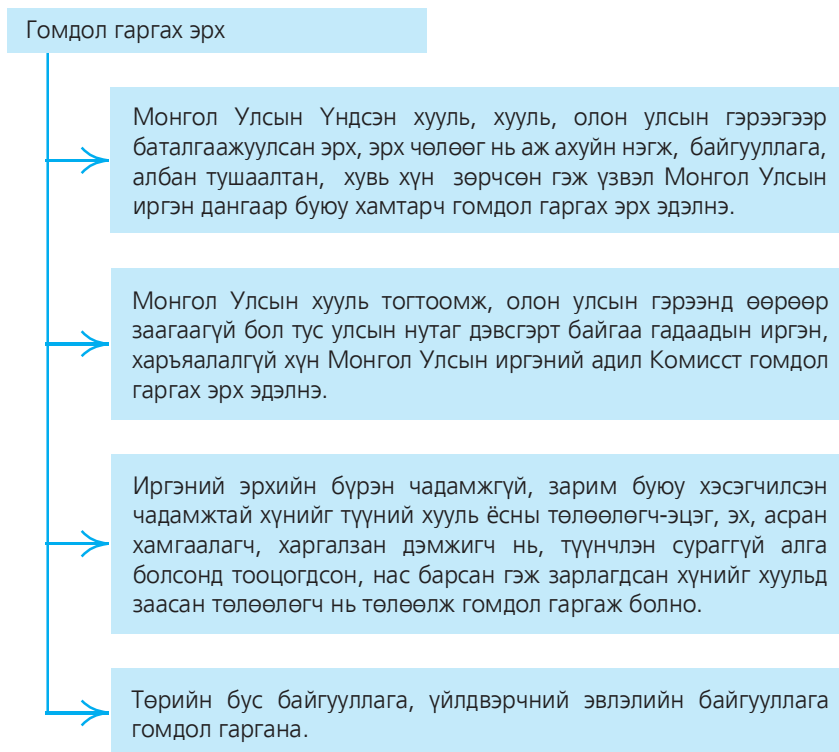 Гомдол гаргах эрх
Монгол Улсын Үндсэн хууль, хууль, олон улсын гэрээгээр
баталгаажуулсан эрх, эрх чөлөөг нь аж ахуйн нэгж, байгууллага,
албан тушаалтан, хувь хүн зөрчсөн гэж үзвэл Монгол Улсын
иргэн дангаар буюу хамтарч гомдол гаргах эрх эдэлнэ.
Монгол Улсын хууль тогтоомж, олон улсын гэрээнд өөрөөр
заагаагүй бол тус улсын нутаг дэвсгэрт байгаа гадаадын иргэн,
харъяалалгүй хүн Монгол Улсын иргэний адил Комисст гомдол
гаргах эрх эдэлнэ.
Иргэний эрхийн бүрэн чадамжгүй, зарим буюу хэсэгчилсэн
чадамжтай хүнийг түүний хууль ёсны төлөөлөгч-эцэг, эх, асран
хамгаалагч, харгалзан дэмжигч нь, түүнчлэн сураггүй алга
болсонд тооцогдсон, нас барсан гэж зарлагдсан хүнийг хуульд
заасан төлөөлөгч нь төлөөлж гомдол гаргаж болно.
Төрийн бус байгууллага, үйлдвэрчний эвлэлийн байгууллага
гомдол гаргана.